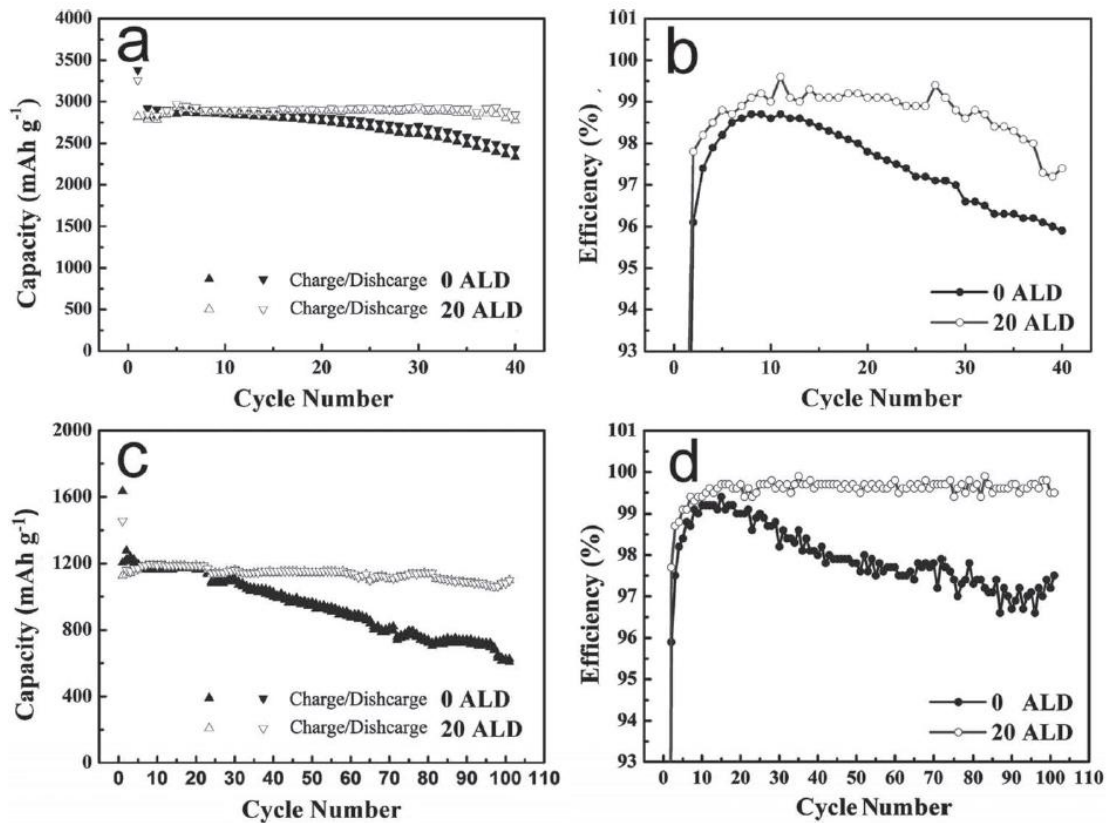 a
4000
3500
3000
2500
2000
1500
1000
500
0
Capacity (mAh g-1)
Charge/Dishcarge 0 ALD
Charge/Dishcarge 20 ALD
0 10 20 30 40
Cycle Number
b
101
100
99
98
97
96
95
94
93
Efficiency (%)
0 ALD
20 ALD
0 10 20 30 40
Cycle Number
c
2000
1600
1200
800
400
0
Capacity (mAh g-1)
Charge/Dishcarge 0 ALD
Charge/Dishcarge 20 ALD
0 10 20 30 40 50 60 70 80 90 100 110
Cycle Number
d
101
100
99
98
97
96
95
94
93
Efficiency (%)
0 ALD
20 ALD
0 10 20 30 40 50 60 70 80 90 100 110
Cycle Number